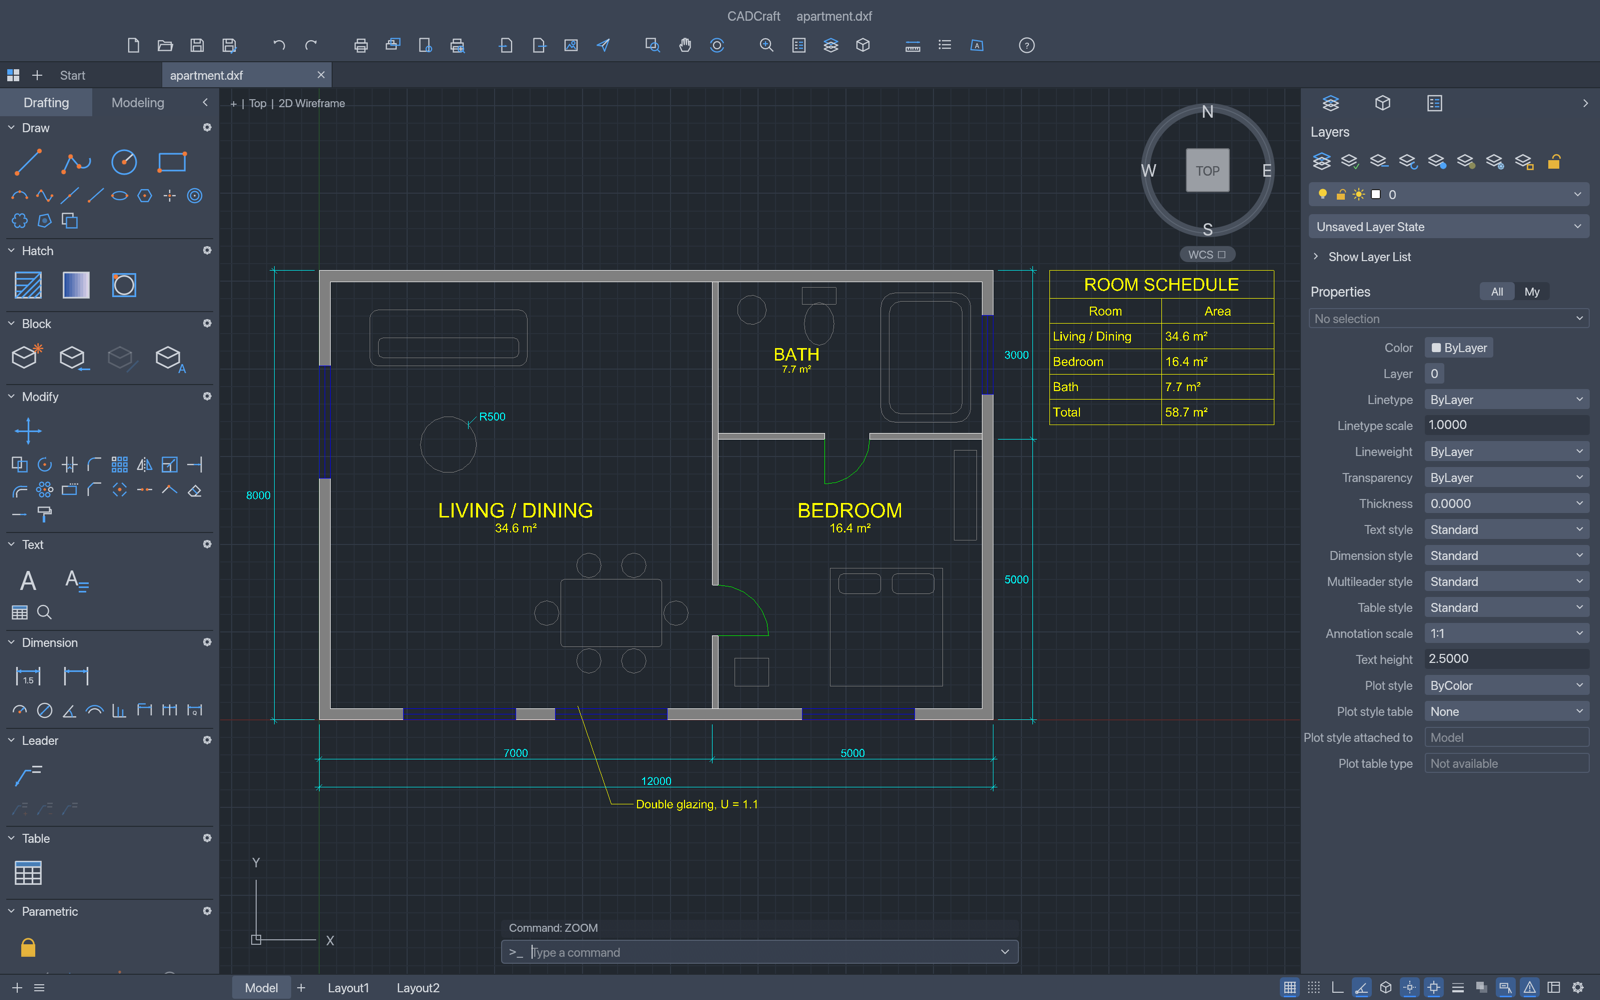 CADCraft apartment.dxf
Start
apartment.dxf
Drafting
Modeling
Draw
Hatch
Block
Modify
Text
Dimension
1.5
Leader
Table
Parametric
+ | Top | 2D Wireframe
N
W
TOP
E
S
WCS
8000
R500
LIVING / DINING
34.6 m²
BATH
7.7 m²
BEDROOM
16.4 m²
3000
5000
7000
5000
12000
Double glazing, U = 1.1
ROOM SCHEDULE
Room Area
Living / Dining 34.6 m²
Bedroom 16.4 m²
Bath 7.7 m²
Total 58.7 m²
Y
X
Command: ZOOM
>_ Type a command
Layers
0
Unsaved Layer State
Show Layer List
Properties
All
My
No selection
Color ByLayer
Layer 0
Linetype ByLayer
Linetype scale 1.0000
Lineweight ByLayer
Transparency ByLayer
Thickness 0.0000
Text style Standard
Dimension style Standard
Multileader style Standard
Table style Standard
Annotation scale 1:1
Text height 2.5000
Plot style ByColor
Plot style table None
Plot style attached to Model
Plot table type Not available
Model
Layout1
Layout2